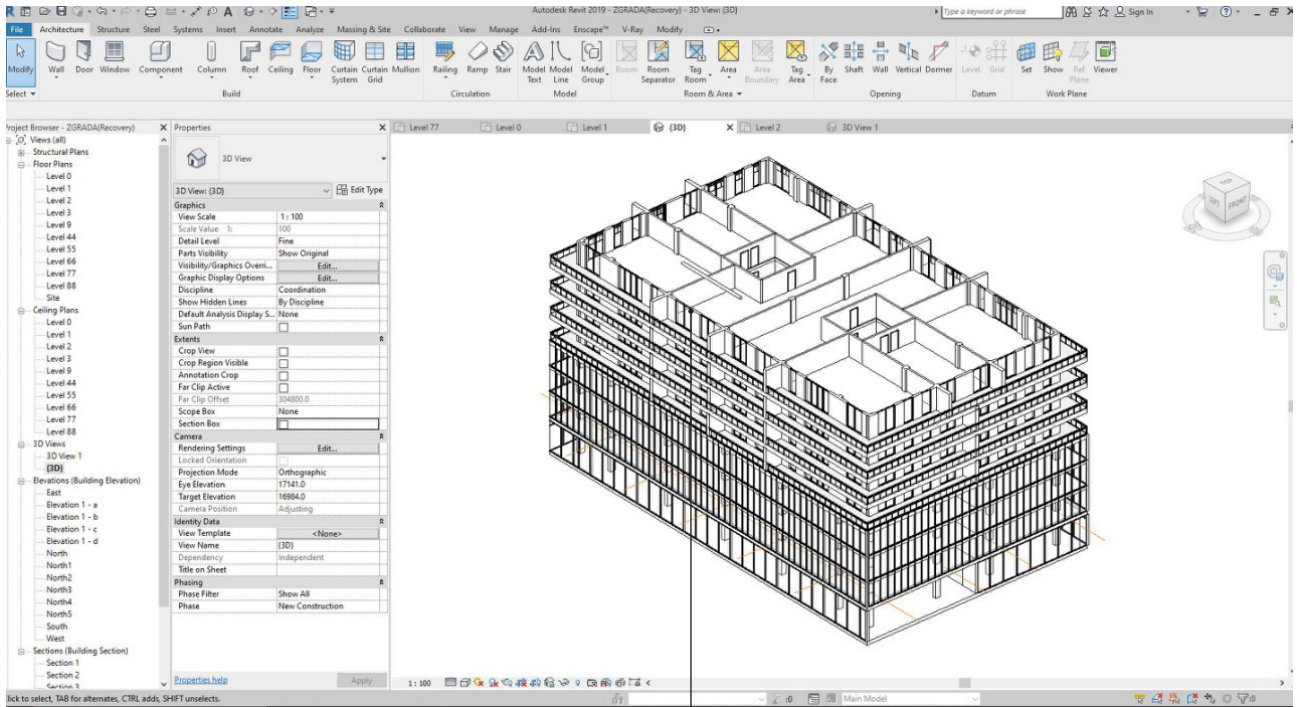 Autodesk Revit 2019 - ZGRADA(Recovery) - 3D View: {3D}
Type a keyword or phrase
Sign In
File Architecture Structure Steel Systems Insert Annotate Analyze Massing & Site Collaborate View Manage Add-Ins Enscape™ V-Ray Modify
Modify Wall Door Window Component Column Roof Ceiling Floor Curtain System Curtain Grid Mullion Railing Ramp Stair Model Text Model Line Model Group Room Room Separator Tag Room Area Area Boundary Tag Area By Face Shaft Wall Vertical Dormer Level Grid Set Show Ref Plane Viewer
Select Build Circulation Model Room & Area Opening Datum Work Plane
Project Browser - ZGRADA(Recovery)
Views (all)
Structural Plans
Floor Plans
Level 0
Level 1
Level 2
Level 3
Level 9
Level 44
Level 55
Level 66
Level 77
Level 88
Site
Ceiling Plans
Level 0
Level 1
Level 2
Level 3
Level 9
Level 44
Level 55
Level 66
Level 77
Level 88
3D Views
3D View 1
{3D}
Elevations (Building Elevation)
East
Elevation 1 - a
Elevation 1 - b
Elevation 1 - c
Elevation 1 - d
North
North1
North2
North3
North4
North5
South
West
Sections (Building Section)
Section 1
Section 2
Section 3
Properties
3D View
3D View: {3D} Edit Type
Graphics
View Scale 1 : 100
Scale Value 1: 100
Detail Level Fine
Parts Visibility Show Original
Visibility/Graphics Overri... Edit...
Graphic Display Options Edit...
Discipline Coordination
Show Hidden Lines By Discipline
Default Analysis Display S... None
Sun Path
Extents
Crop View
Crop Region Visible
Annotation Crop
Far Clip Active
Far Clip Offset 304800.0
Scope Box None
Section Box
Camera
Rendering Settings Edit...
Locked Orientation
Projection Mode Orthographic
Eye Elevation 17141.0
Target Elevation 16984.0
Camera Position Adjusting
Identity Data
View Template <None>
View Name {3D}
Dependency Independent
Title on Sheet
Phasing
Phase Filter Show All
Phase New Construction
Properties help Apply
Level 77 Level 0 Level 1 {3D} Level 2 3D View 1
FRONT
1 : 100
Click to select, TAB for alternates, CTRL adds, SHIFT unselects.
:0 Main Model :0